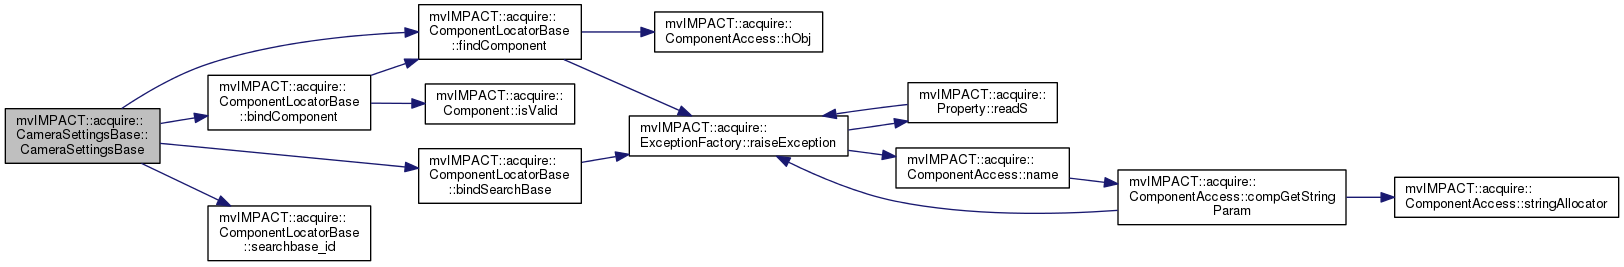 mvIMPACT::acquire::
CameraSettingsBase::
CameraSettingsBase
mvIMPACT::acquire::
ComponentLocatorBase
::bindComponent
mvIMPACT::acquire::
ComponentLocatorBase
::searchbase_id
mvIMPACT::acquire::
ComponentLocatorBase
::findComponent
mvIMPACT::acquire::
Component::isValid
mvIMPACT::acquire::
ComponentLocatorBase
::bindSearchBase
mvIMPACT::acquire::
ComponentAccess::hObj
mvIMPACT::acquire::
ExceptionFactory::raiseException
mvIMPACT::acquire::
Property::readS
mvIMPACT::acquire::
ComponentAccess::name
mvIMPACT::acquire::
ComponentAccess::compGetString
Param
mvIMPACT::acquire::
ComponentAccess::stringAllocator